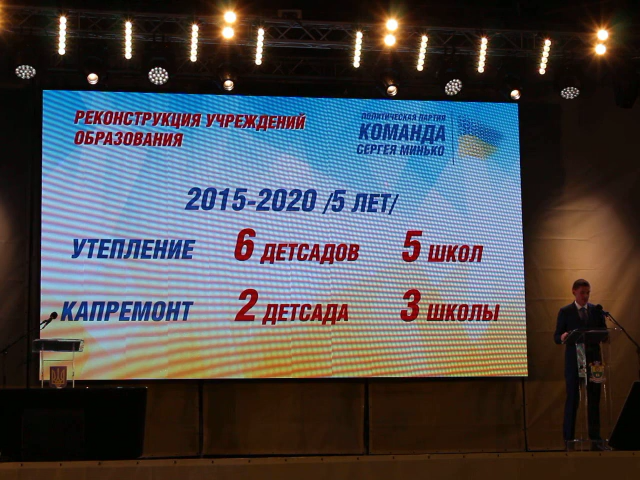 РЕКОНСТРУКЦИЯ УЧРЕЖДЕНИЙ
ОБРАЗОВАНИЯ
ПОЛИТИЧЕСКАЯ ПАРТИЯ
КОМАНДА
СЕРГЕЯ МИНЬКО
2015-2020 /5 ЛЕТ/
УТЕПЛЕНИЕ 6 ДЕТСАДОВ 5 ШКОЛ
КАПРЕМОНТ 2 ДЕТСАДА 3 ШКОЛЫ